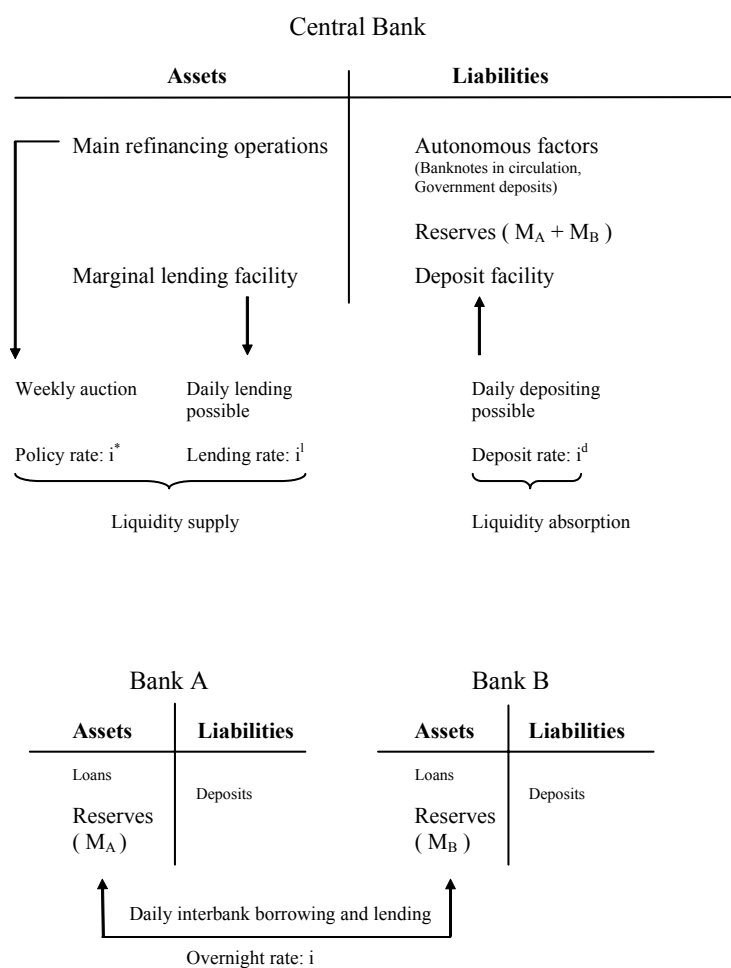 Central Bank
Assets Liabilities
Main refinancing operations Autonomous factors
(Banknotes in circulation,
Government deposits)
Reserves ( M_A + M_B )
Marginal lending facility Deposit facility
Weekly auction Daily lending possible Daily depositing possible
Policy rate: i^* Lending rate: i^l Deposit rate: i^d
Liquidity supply Liquidity absorption
Bank A Bank B
Assets Liabilities Assets Liabilities
Loans Loans
Deposits Deposits
Reserves Reserves
( M_A ) ( M_B )
Daily interbank borrowing and lending
Overnight rate: i